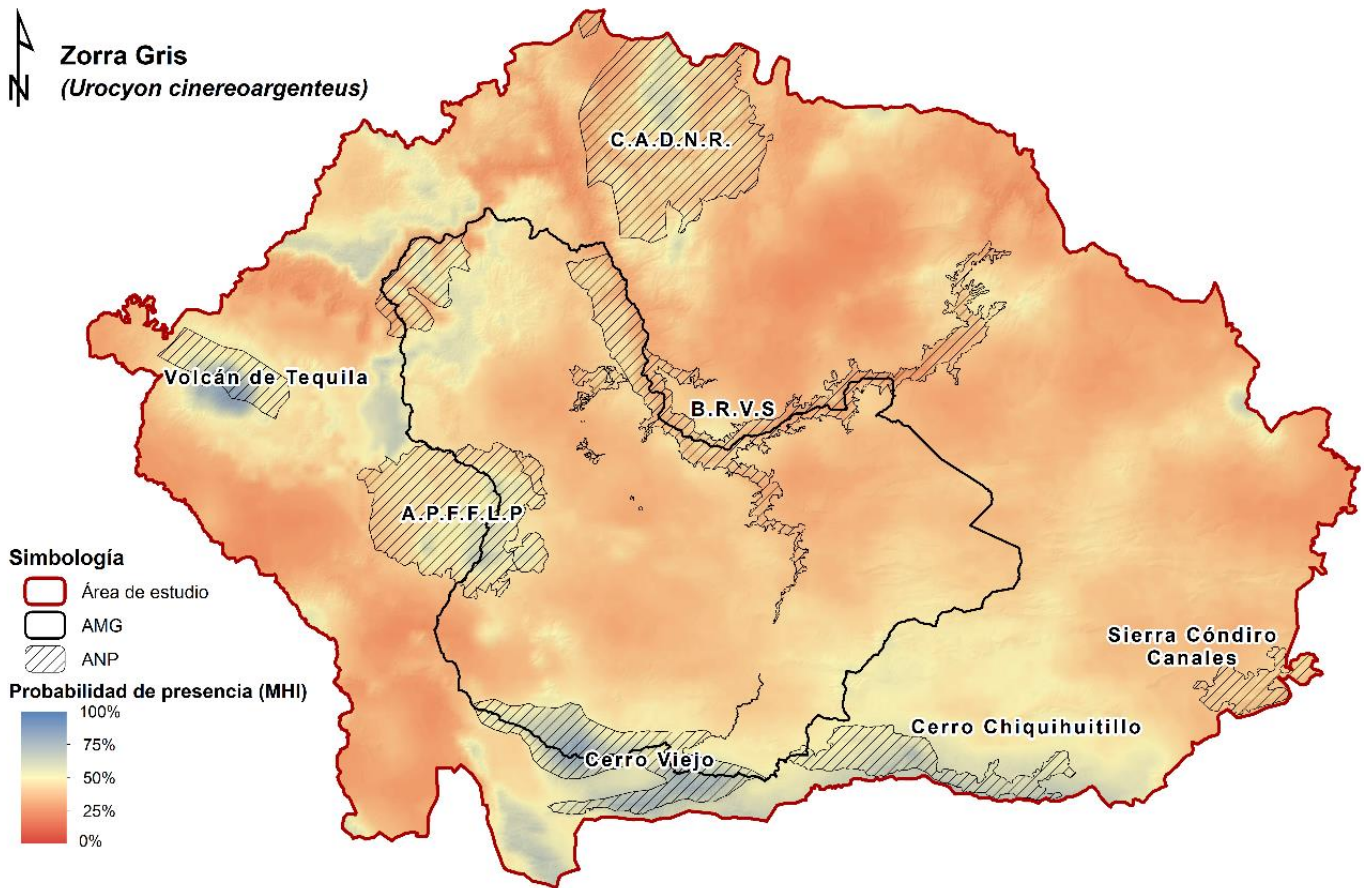 N
Zorra Gris
(Urocyon cinereoargenteus)
C.A.D.N.R.
Volcán de Tequila
B.R.V.S
A.P.F.F.L.P
Sierra Cóndiro
Canales
Cerro Chiquihuitillo
Cerro Viejo
Simbología
Área de estudio
AMG
ANP
Probabilidad de presencia (MHI)
100%
75%
50%
25%
0%